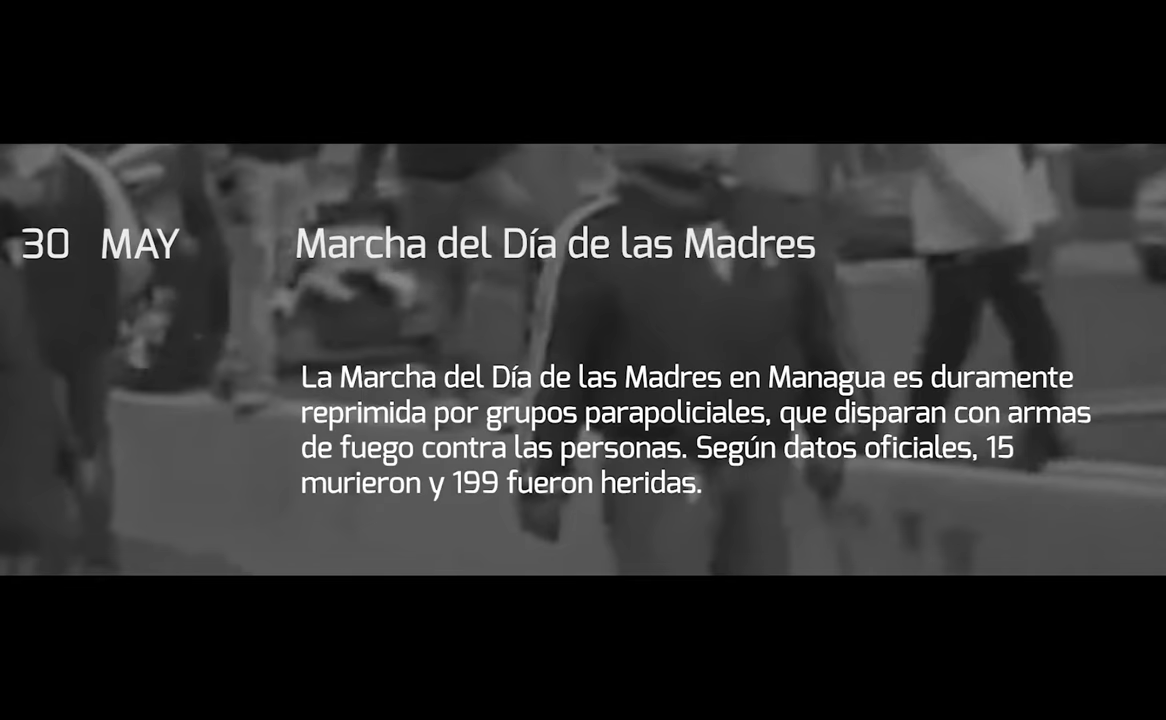 30 MAY Marcha del Día de las Madres
La Marcha del Día de las Madres en Managua es duramente
reprimida por grupos parapoliciales, que disparan con armas
de fuego contra las personas. Según datos oficiales, 15
murieron y 199 fueron heridas.